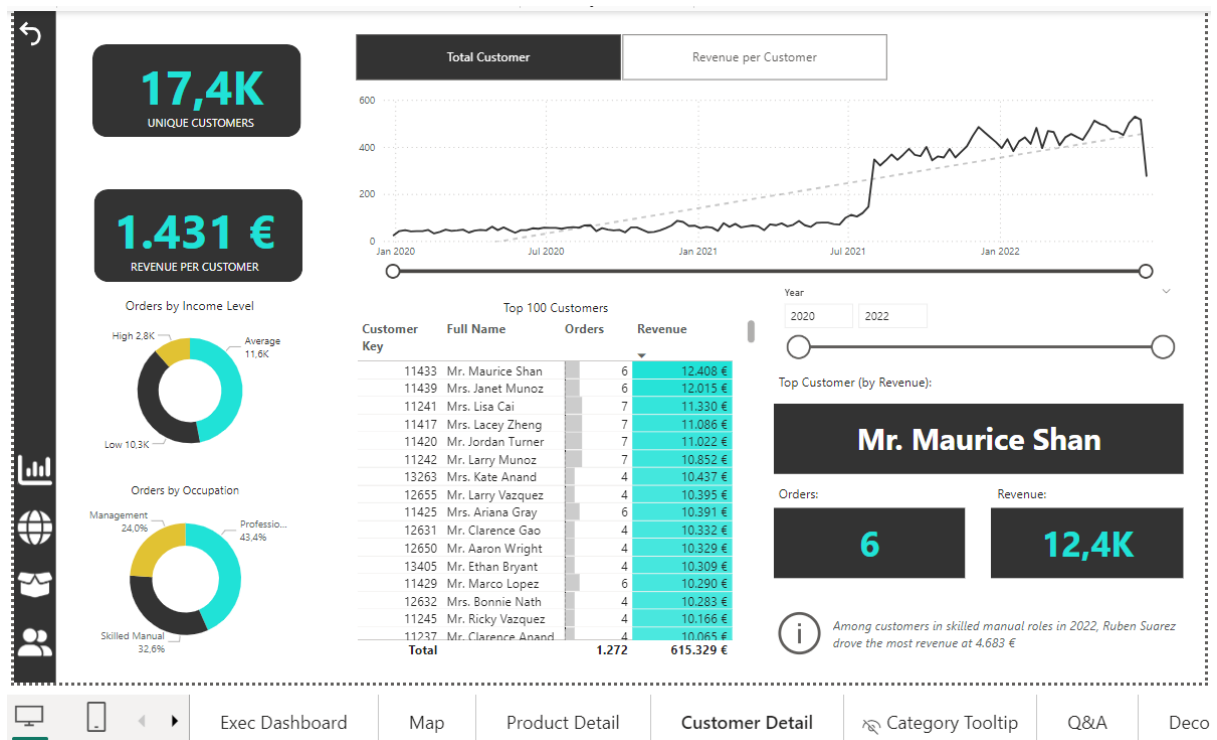 17,4K
UNIQUE CUSTOMERS
1.431 €
REVENUE PER CUSTOMER
Orders by Income Level
High 2,8K
Average
11,6K
Low 10,3K
Orders by Occupation
Management
24,0%
Professio...
43,4%
Skilled Manual
32,6%
Total Customer
Revenue per Customer
600
400
200
0
Jan 2020
Jul 2020
Jan 2021
Jul 2021
Jan 2022
Top 100 Customers
Customer Key Full Name Orders Revenue
11433 Mr. Maurice Shan 6 12.408 €
11439 Mrs. Janet Munoz 6 12.015 €
11241 Mrs. Lisa Cai 7 11.330 €
11417 Mrs. Lacey Zheng 7 11.086 €
11420 Mr. Jordan Turner 7 11.022 €
11242 Mr. Larry Munoz 7 10.852 €
13263 Mrs. Kate Anand 4 10.437 €
12655 Mr. Larry Vazquez 4 10.395 €
11425 Mrs. Ariana Gray 6 10.391 €
12631 Mr. Clarence Gao 4 10.332 €
12650 Mr. Aaron Wright 4 10.329 €
13405 Mr. Ethan Bryant 4 10.309 €
11429 Mr. Marco Lopez 6 10.290 €
12632 Mrs. Bonnie Nath 4 10.283 €
11245 Mr. Ricky Vazquez 4 10.166 €
11237 Mr. Clarence Anand 4 10.065 €
Total 1.272 615.329 €
Year
2020 2022
Top Customer (by Revenue):
Mr. Maurice Shan
Orders:
Revenue:
6
12,4K
Among customers in skilled manual roles in 2022, Ruben Suarez
drove the most revenue at 4.683 €
Exec Dashboard
Map
Product Detail
Customer Detail
Category Tooltip
Q&A
Deco